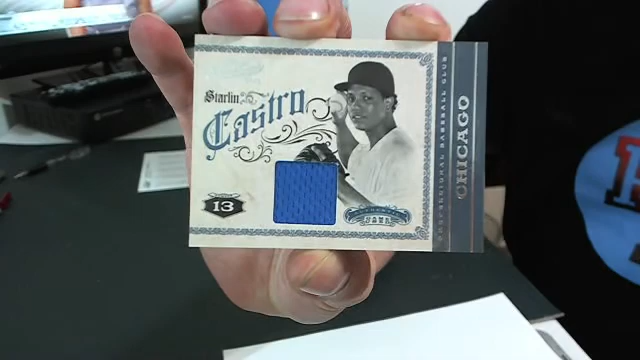 Starlin
Castro
13
PROFESSIONAL BASEBALL CLUB
CHICAGO